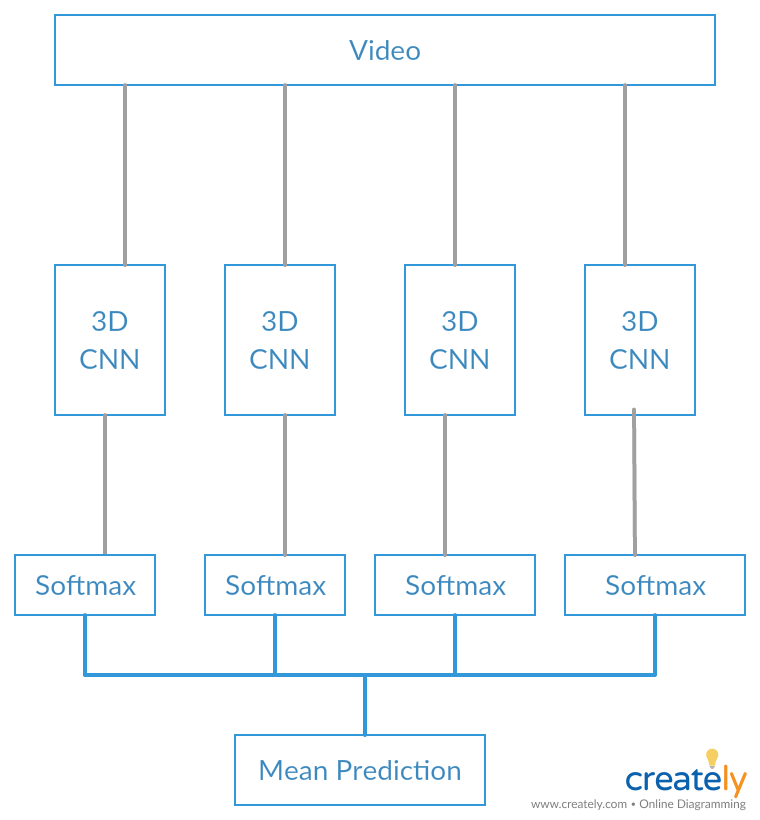 Video
3D
CNN
3D
CNN
3D
CNN
3D
CNN
Softmax
Softmax
Softmax
Softmax
Mean Prediction
creately
www.creately.com • Online Diagramming